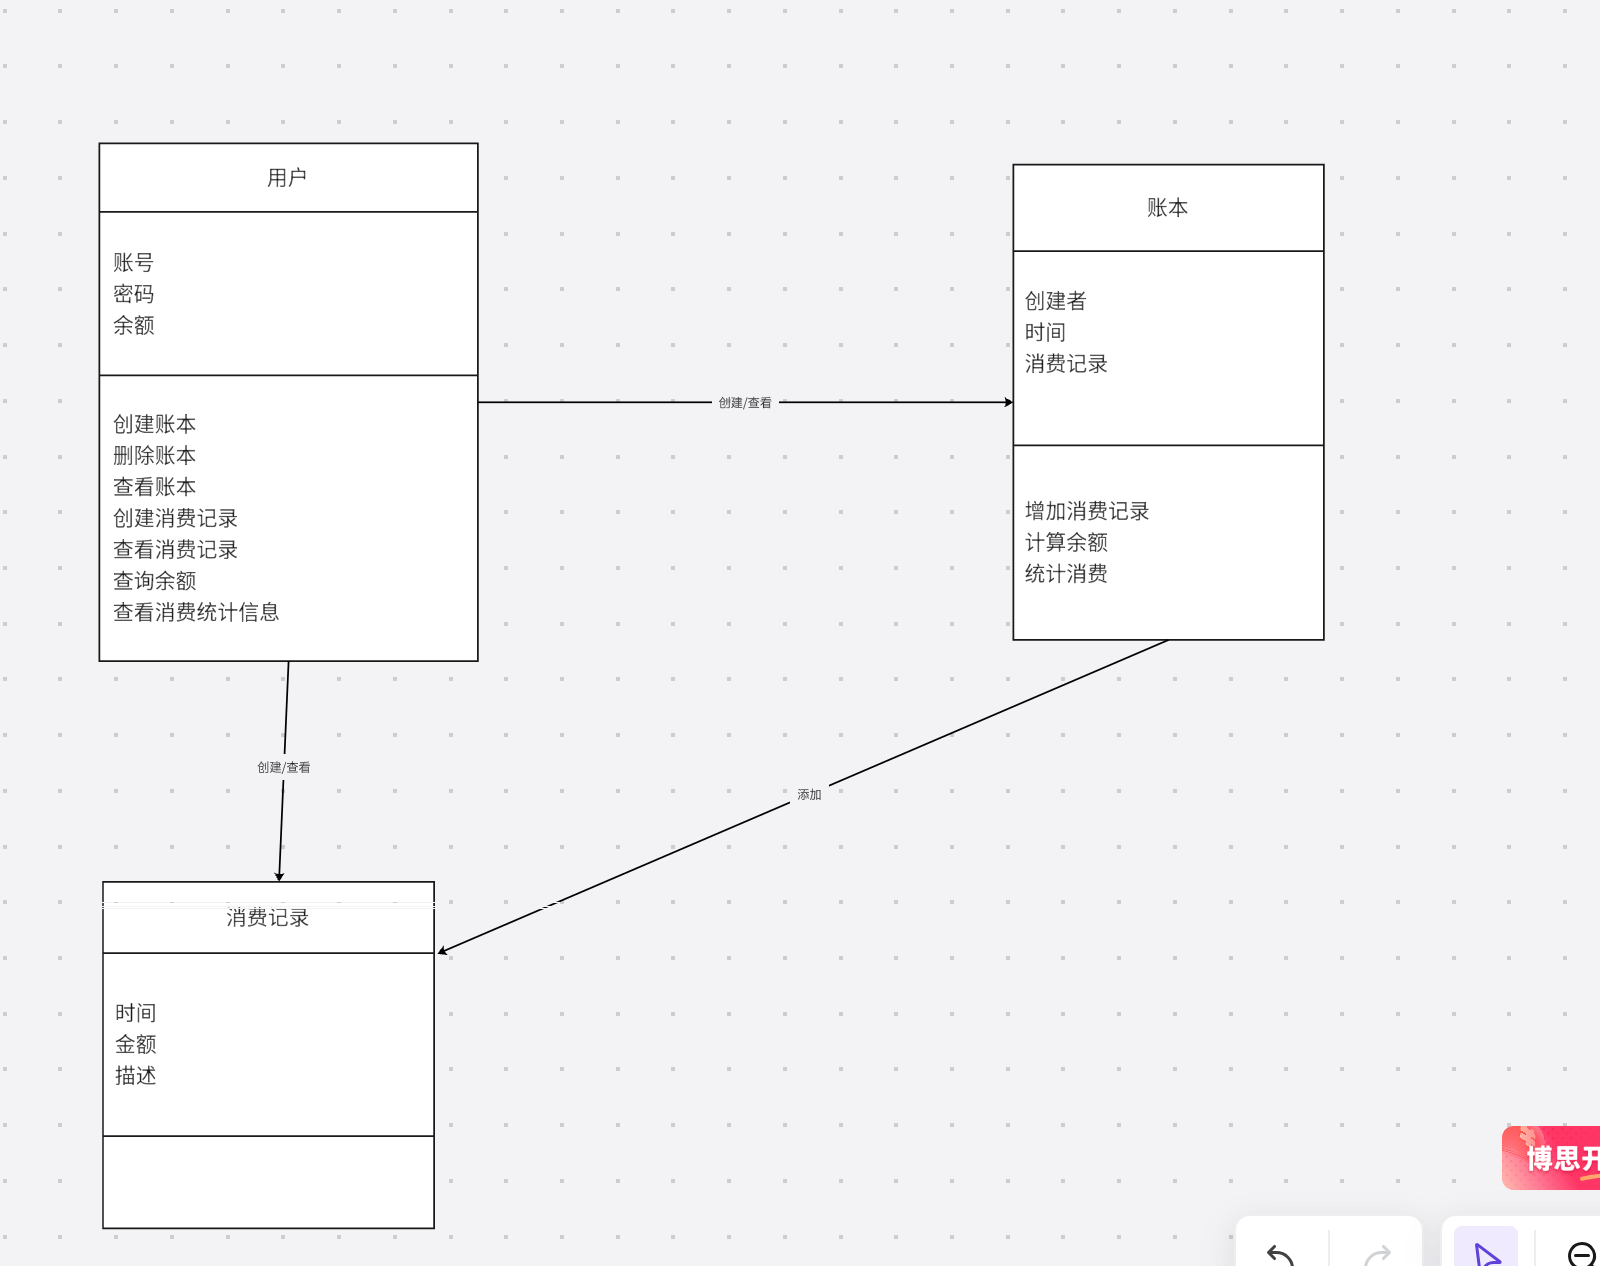 用户
账号
密码
余额
创建账本
删除账本
查看账本
创建消费记录
查看消费记录
查询余额
查看消费统计信息
创建/查看
账本
创建者
时间
消费记录
增加消费记录
计算余额
统计消费
创建/查看
添加
消费记录
时间
金额
描述
博思开